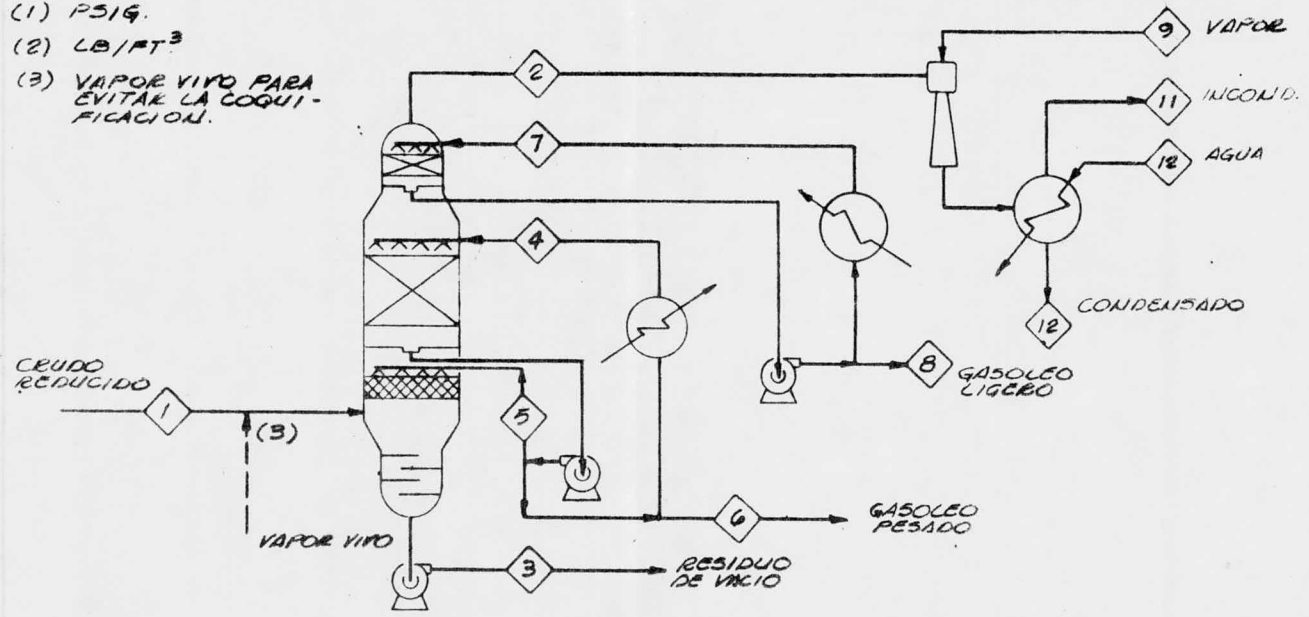 (1) PSIG.
(2) LB/FT³
(3) VAPOR VIVO PARA
EVITAR LA COQUI-
FICACION.
9 VAPOR
2
11 INCOND.
7
12 AGUA
4
CONDENSADO
12
CRUDO
REDUCIDO
1
(3)
8 GASOLEO
LIGERO
5
6
GASOLEO
PESADO
VAPOR VIVO
3
RESIDUO
DE VACIO